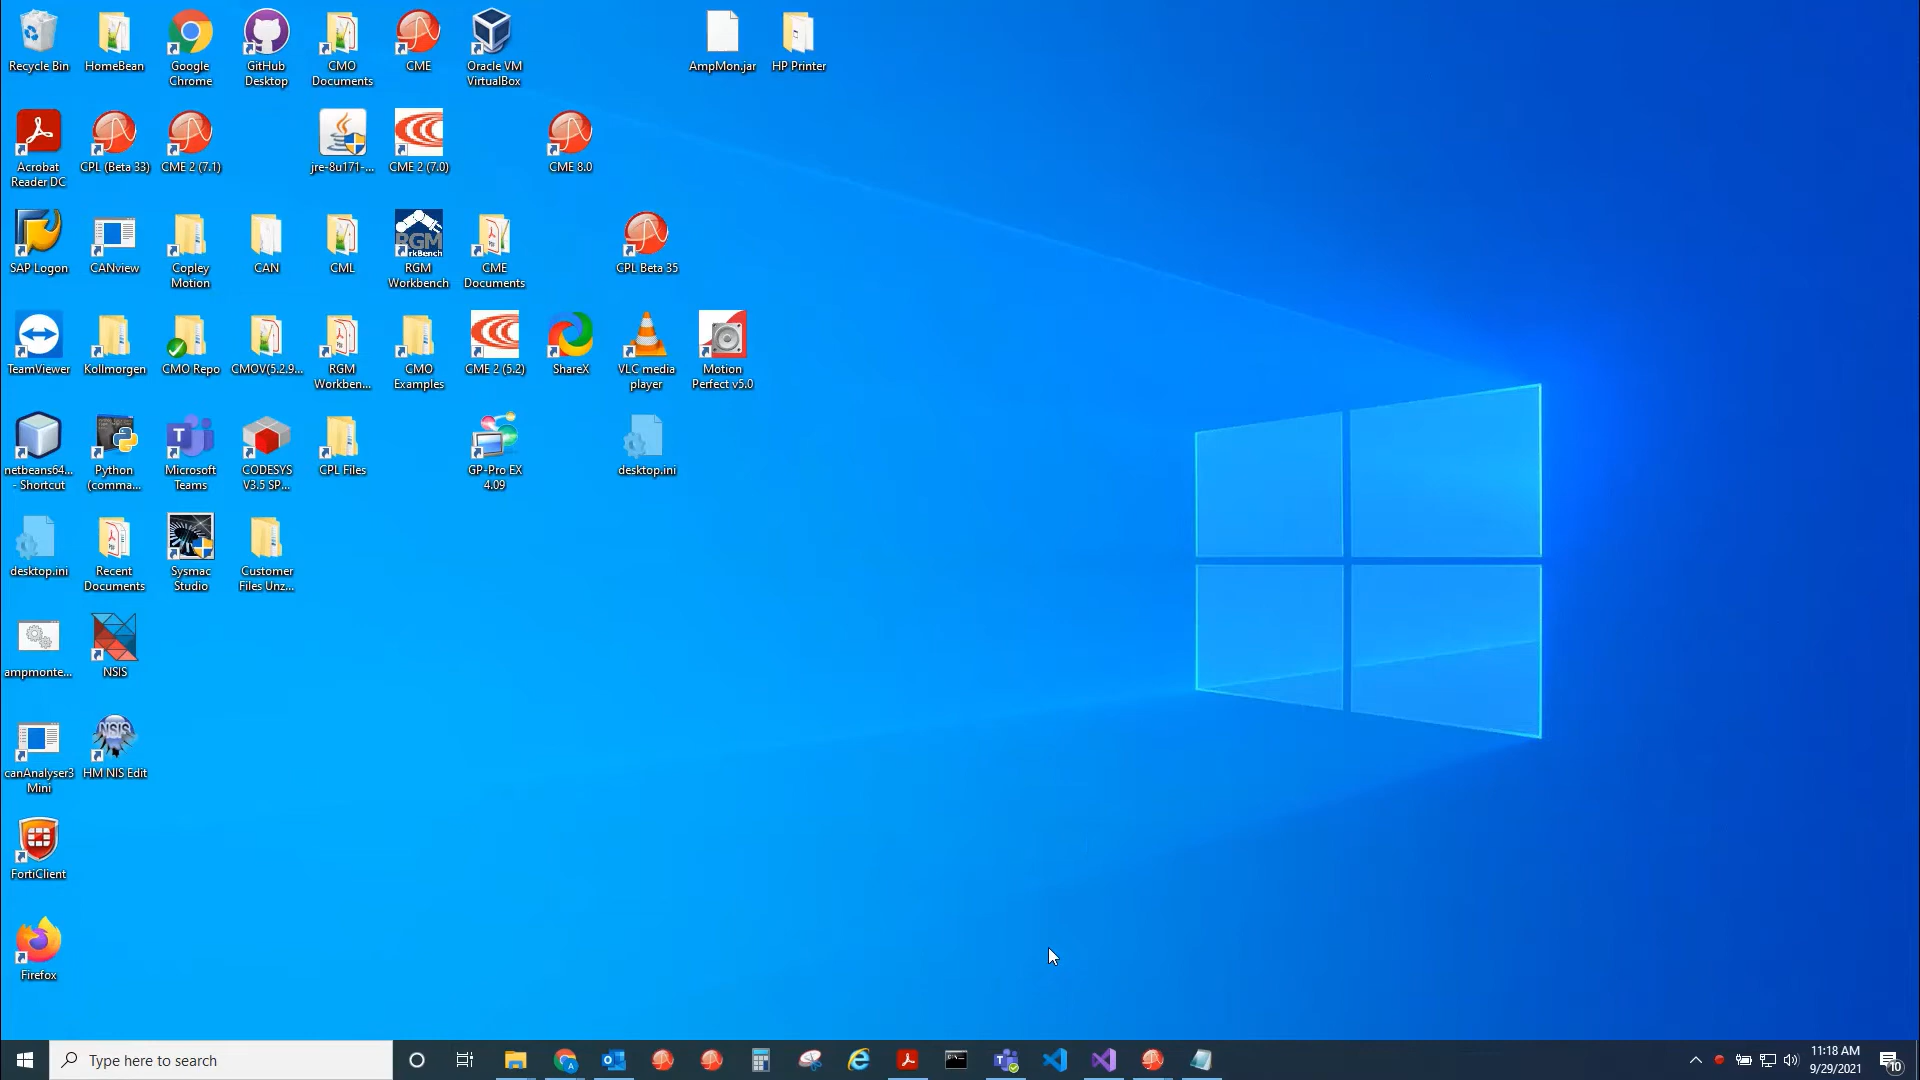 Recycle Bin
HomeBean
Google
Chrome
GitHub
Desktop
CMO
Documents
CME
Oracle VM
VirtualBox
AmpMon.jar
HP Printer
Acrobat
Reader DC
CPL (Beta 33)
CME 2 (7.1)
jre-8u171-...
CME 2 (7.0)
CME 8.0
SAP Logon
CANview
Copley
Motion
CAN
CML
RGM
Workbench
CME
Documents
CPL Beta 35
TeamViewer
Kollmorgen
CMO Repo
CMOV(5.2.9...
RGM
Workben...
CMO
Examples
CME 2 (5.2)
ShareX
VLC media
player
Motion
Perfect v5.0
netbeans64...
- Shortcut
Python
(comma...
Microsoft
Teams
CODESYS
V3.5 SP...
CPL Files
GP-Pro EX
4.09
desktop.ini
desktop.ini
Recent
Documents
Sysmac
Studio
Customer
Files Unz...
ampmonte...
NSIS
canAnalyser3
Mini
HM NIS Edit
FortiClient
Firefox
Type here to search
11:18 AM
9/29/2021
10